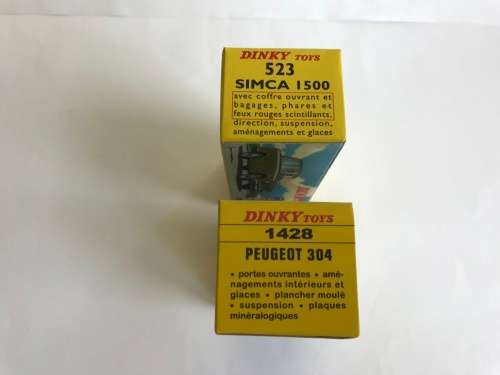 DINKY TOYS
523
SIMCA 1500
avec coffre ouvrant et
bagages, phares et
feux rouges scintillants,
direction, suspension,
aménagements et glaces
DINKY TOYS
1428
PEUGEOT 304
• portes ouvrantes • amé-
nagements intérieurs et
glaces • plancher moulé
• suspension • plaques
minéralogiques